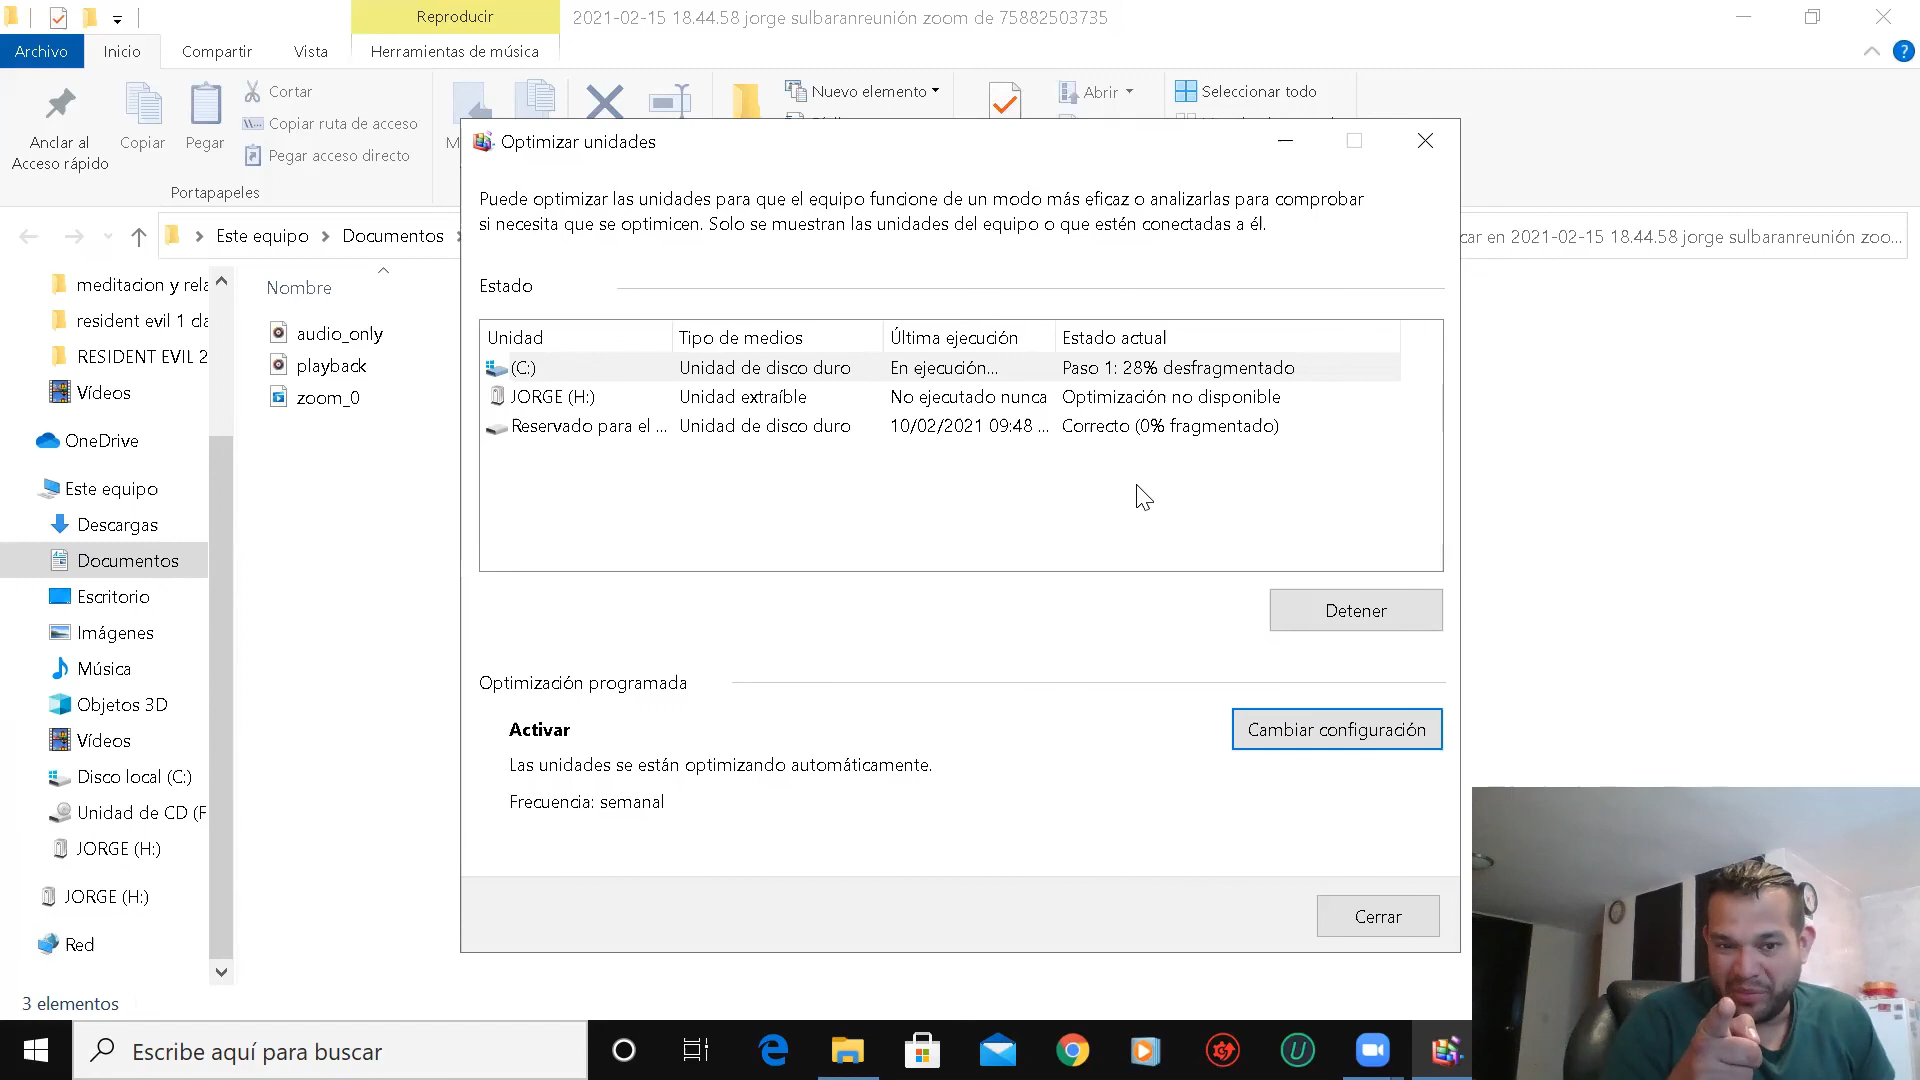 Reproducir
2021-02-15 18.44.58 jorge sulbaranreunión zoom de 75882503735
Archivo
Inicio
Compartir
Vista
Herramientas de música
Anclar al
Acceso rápido
Copiar
Pegar
Cortar
Copiar ruta de acceso
Pegar acceso directo
Portapapeles
Nuevo elemento
Abrir
Seleccionar todo
Este equipo
Documentos
car en 2021-02-15 18.44.58 jorge sulbaranreunión zoo...
meditacion y rela
resident evil 1 cla
RESIDENT EVIL 2
Vídeos
OneDrive
Este equipo
Descargas
Documentos
Escritorio
Imágenes
Música
Objetos 3D
Vídeos
Disco local (C:)
Unidad de CD (F
JORGE (H:)
JORGE (H:)
Red
3 elementos
Nombre
audio_only
playback
zoom_0
Optimizar unidades
Puede optimizar las unidades para que el equipo funcione de un modo más eficaz o analizarlas para comprobar
si necesita que se optimicen. Solo se muestran las unidades del equipo o que estén conectadas a él.
Estado
Unidad Tipo de medios Última ejecución Estado actual
(C:) Unidad de disco duro En ejecución... Paso 1: 28% desfragmentado
JORGE (H:) Unidad extraíble No ejecutado nunca Optimización no disponible
Reservado para el ... Unidad de disco duro 10/02/2021 09:48 ... Correcto (0% fragmentado)
Detener
Optimización programada
Activar
Cambiar configuración
Las unidades se están optimizando automáticamente.
Frecuencia: semanal
Cerrar
Escribe aquí para buscar